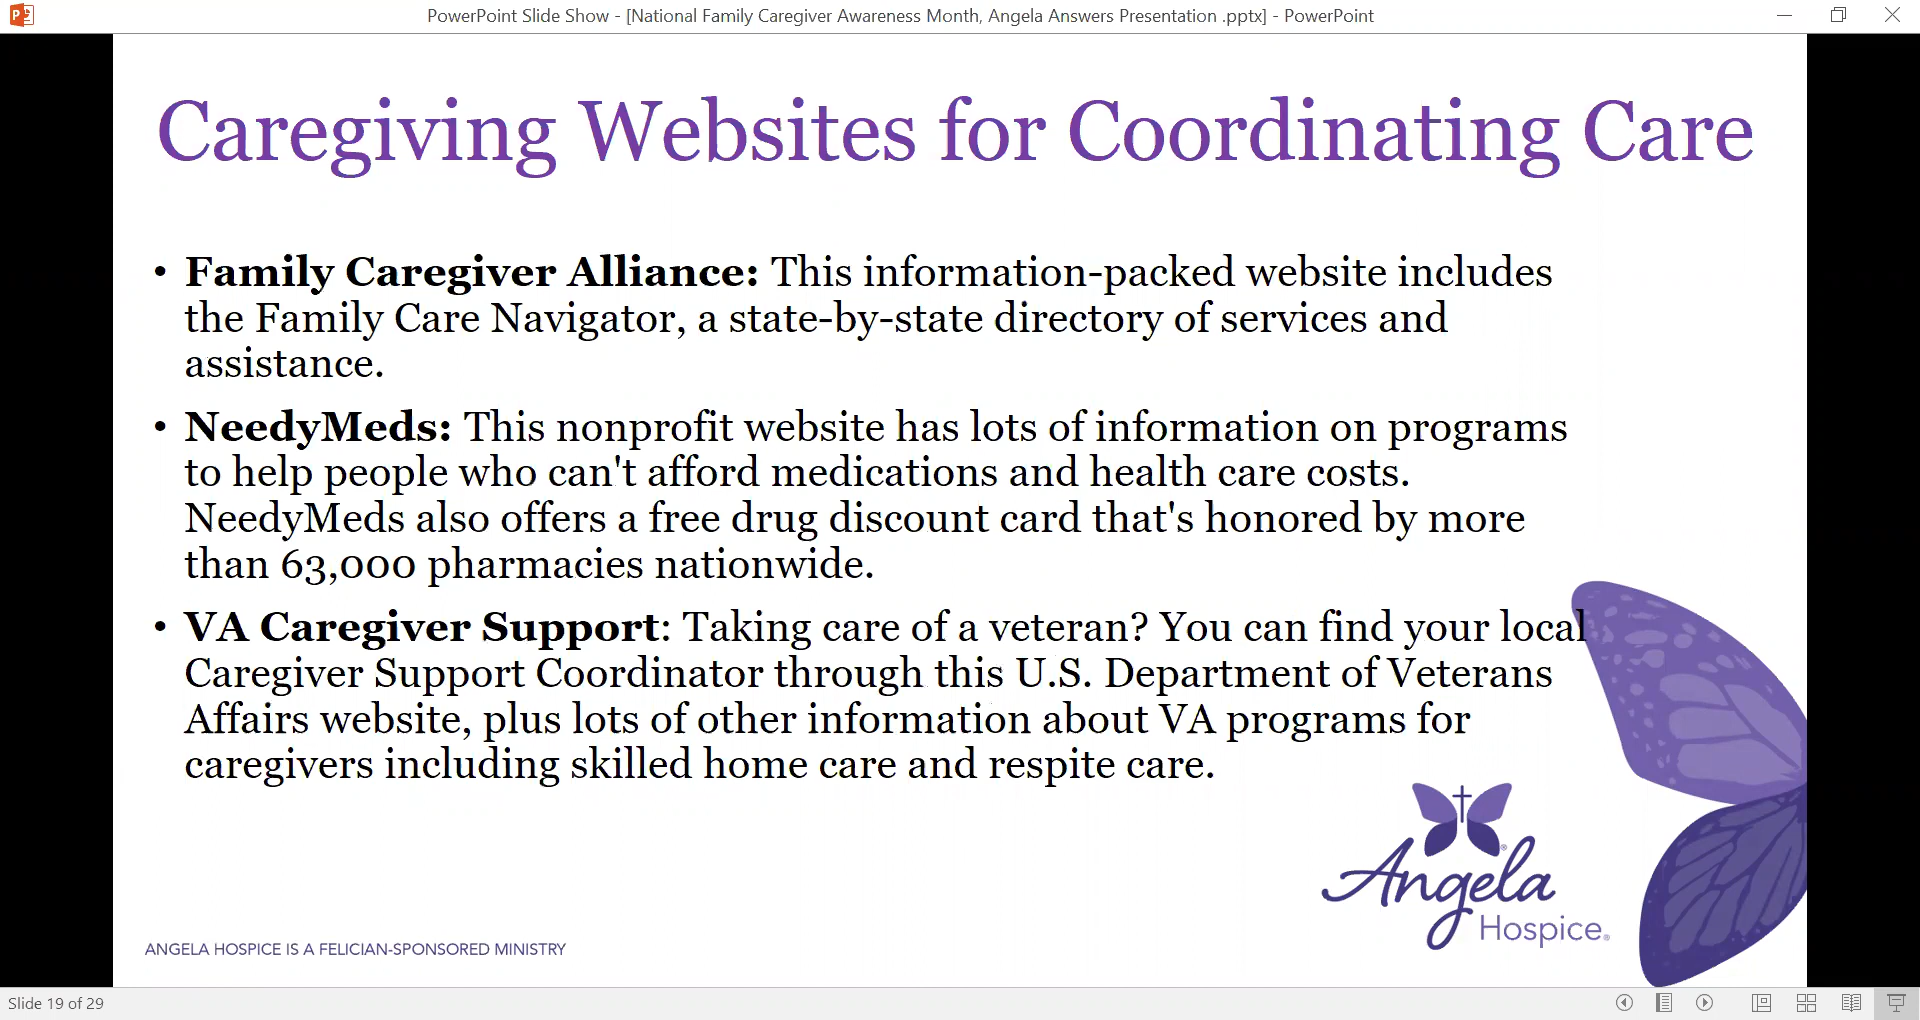 PowerPoint Slide Show - [National Family Caregiver Awareness Month, Angela Answers Presentation .pptx] - PowerPoint
Caregiving Websites for Coordinating Care
• Family Caregiver Alliance: This information-packed website includes
the Family Care Navigator, a state-by-state directory of services and
assistance.
• NeedyMeds: This nonprofit website has lots of information on programs
to help people who can't afford medications and health care costs.
NeedyMeds also offers a free drug discount card that's honored by more
than 63,000 pharmacies nationwide.
• VA Caregiver Support: Taking care of a veteran? You can find your local
Caregiver Support Coordinator through this U.S. Department of Veterans
Affairs website, plus lots of other information about VA programs for
caregivers including skilled home care and respite care.
Angela
Hospice®
ANGELA HOSPICE IS A FELICIAN-SPONSORED MINISTRY
Slide 19 of 29